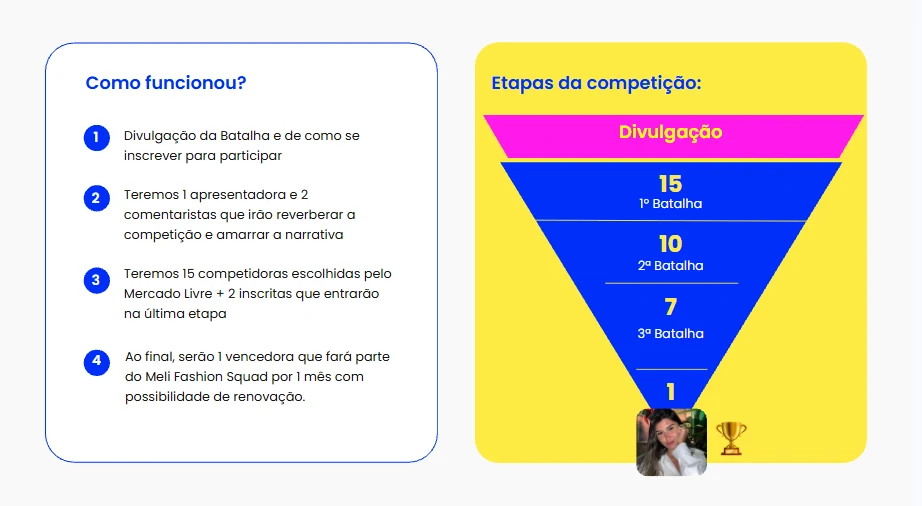 Como funcionou?
1
Divulgação da Batalha e de como se
inscrever para participar
2
Teremos 1 apresentadora e 2
comentaristas que irão reverberar a
competição e amarrar a narrativa
3
Teremos 15 competidoras escolhidas pelo
Mercado Livre + 2 inscritas que entrarão
na última etapa
4
Ao final, serão 1 vencedora que fará parte
do Meli Fashion Squad por 1 mês com
possibilidade de renovação.
Etapas da competição:
Divulgação
15
1º Batalha
10
2ª Batalha
7
3ª Batalha
1